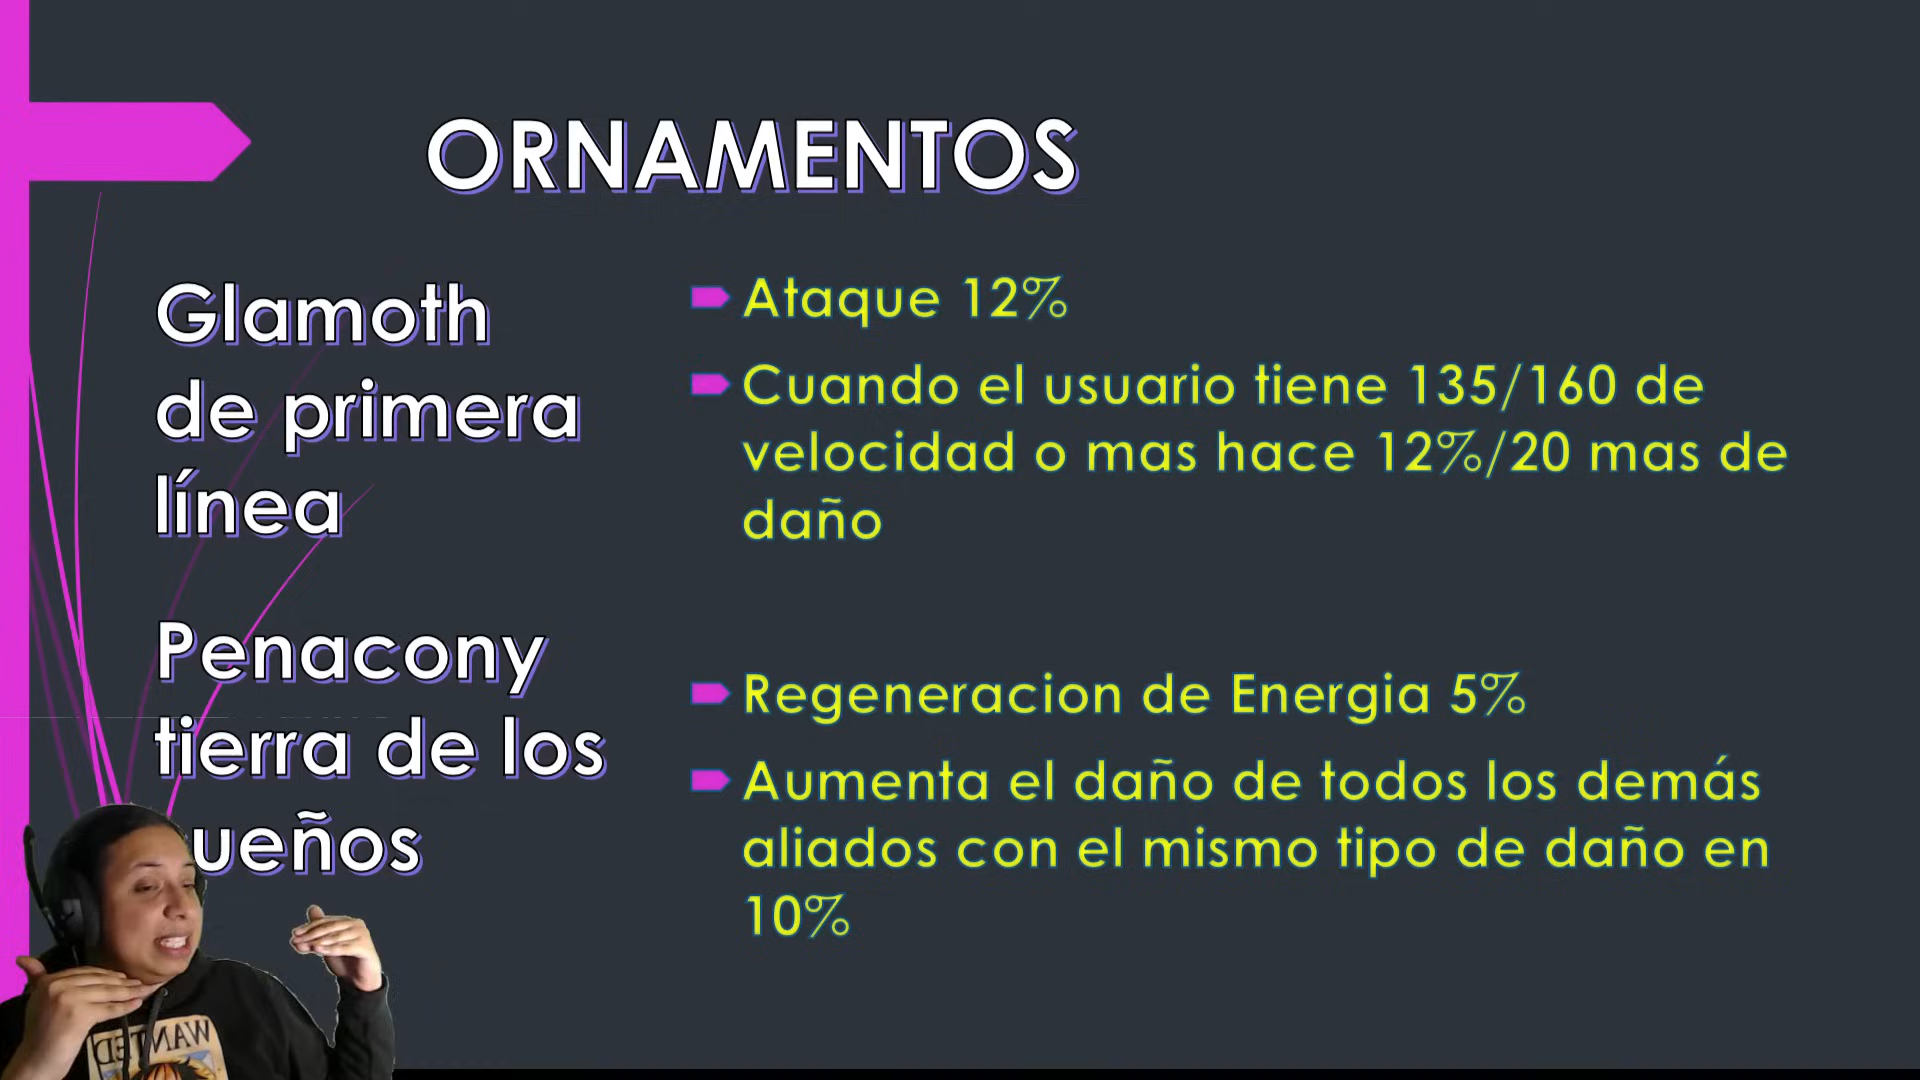 ORNAMENTOS
Glamoth
de primera
línea
Ataque 12%
Cuando el usuario tiene 135/160 de
velocidad o mas hace 12%/20 mas de
daño
Penacony
tierra de los
ueños
Regeneracion de Energia 5%
Aumenta el daño de todos los demás
aliados con el mismo tipo de daño en
10%
WANTED